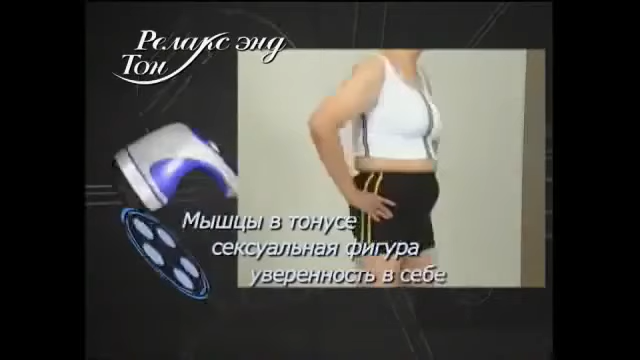 Релакс энд
Тон
Мышцы в тонусе
сексуальная фигура
уверенность в себе